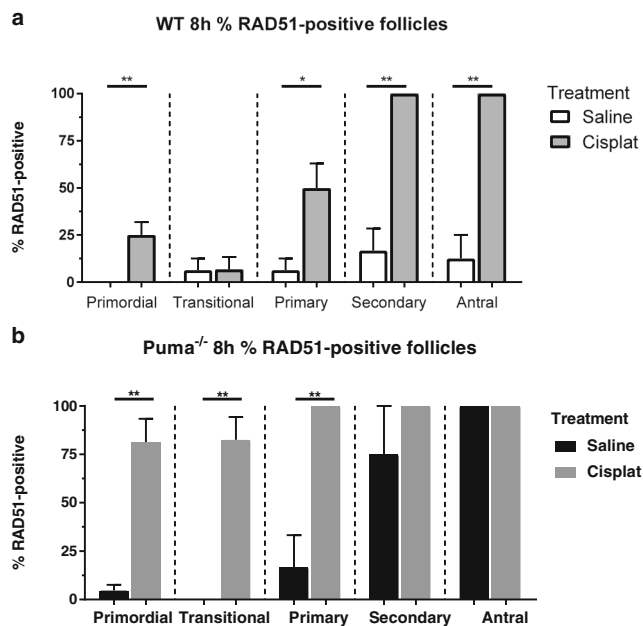 a
WT 8h % RAD51-positive follicles
** * ** **
100
75
50
25
0
% RAD51-positive
Primordial Transitional Primary Secondary Antral
Treatment
Saline
Cisplat
b
Puma-/- 8h % RAD51-positive follicles
** ** **
100
75
50
25
0
% RAD51-positive
Primordial Transitional Primary Secondary Antral
Treatment
Saline
Cisplat